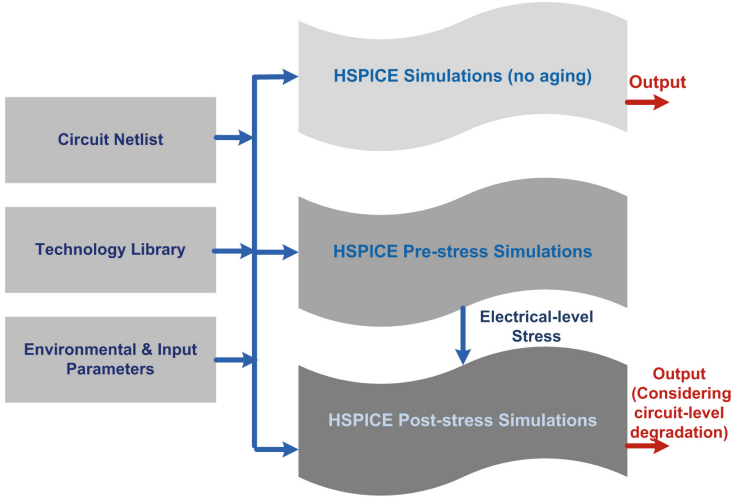 HSPICE Simulations (no aging)
Output
Circuit Netlist
Technology Library
HSPICE Pre-stress Simulations
Electrical-level
Stress
Environmental & Input
Parameters
HSPICE Post-stress Simulations
Output
(Considering
circuit-level
degradation)